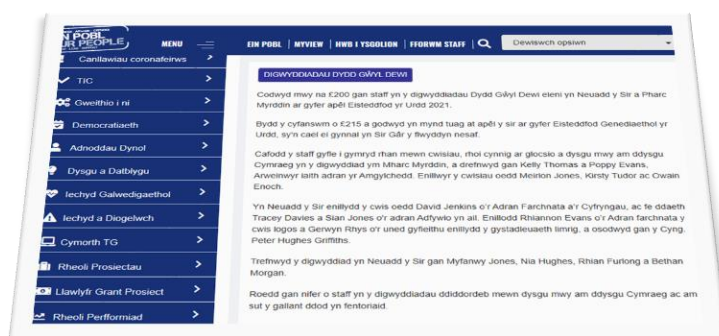 EIN POBL
OUR PEOPLE
MENU
EIN POBL | MYVIEW | HWB I YSGOLION | FFORWM STAFF
Dewiswch opsiwn
Canllawiau coronafeirws
TIC
Gweithio i ni
Democratiaeth
Adnoddau Dynol
Dysgu a Datblygu
Iechyd Galwedigaethol
Iechyd a Diogelwch
Cymorth TG
Rheoli Prosiectau
Llawlyfr Grant Prosiect
Rheoli Perfformiad
DIGWYDDIADAU DYDD GŴYL DEWI
Codwyd mwy na £200 gan staff yn y digwyddiadau Dydd Gŵyl Dewi eleni yn Neuadd y Sir a Pharc
Myrddin ar gyfer apêl Eisteddfod yr Urdd 2021.
Bydd y cyfanswm o £215 a godwyd yn mynd tuag at apêl y sir ar gyfer Eisteddfod Genediaethol yr
Urdd, sy'n cael ei gynnal yn Sir Gâr y flwyddyn nesaf.
Cafodd y staff gyfle i gymryd rhan mewn cwisiau, rhoi cynnig ar glocsio a dysgu mwy am ddysgu
Cymraeg yn y digwyddiad ym Mharc Myrddin, a drefnwyd gan Kelly Thomas a Poppy Evans,
Arweinwyr Iaith adran yr Amgylchedd. Enillwyr y cwisiau oedd Meirion Jones, Kirsty Tudor ac Owain
Enoch.
Yn Neuadd y Sir enillydd y cwis oedd David Jenkins o'r Adran Farchnata a'r Cyfryngau, ac fe ddaeth
Tracey Davies a Sian Jones o'r adran Adfywio yn ail. Enillodd Rhiannon Evans o'r Adran farchnata y
cwis logos a Gerwyn Rhys o'r uned gyfieithu enillydd y gystadieuaeth limrig, a osodwyd gan y Cyng.
Peter Hughes Griffiths.
Trefnwyd y digwyddiad yn Neuadd y Sir gan Myfanwy Jones, Nia Hughes, Rhian Furlong a Bethan
Morgan.
Roedd gan nifer o staff yn y digwyddiadau ddiddordeb mewn dysgu mwy am ddysgu Cymraeg ac am
sut y gallant ddod yn fentoriaid.